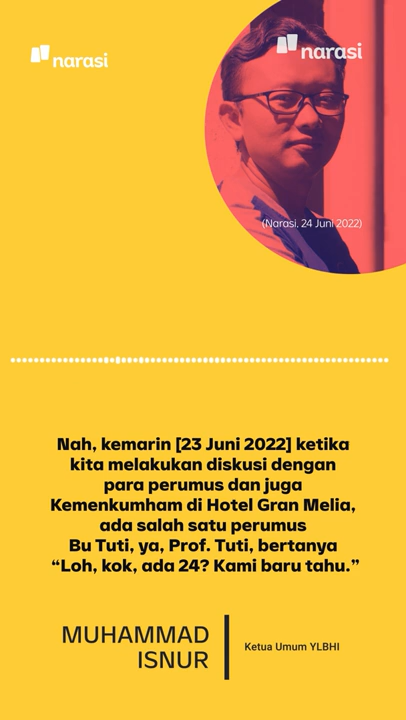 narasi
narasi
(Narasi, 24 Juni 2022)
Nah, kemarin [23 Juni 2022] ketika
kita melakukan diskusi dengan
para perumus dan juga
Kemenkumham di Hotel Gran Melia,
ada salah satu perumus
Bu Tuti, ya, Prof. Tuti, bertanya
“Loh, kok, ada 24? Kami baru tahu.”
MUHAMMAD
ISNUR
Ketua Umum YLBHI